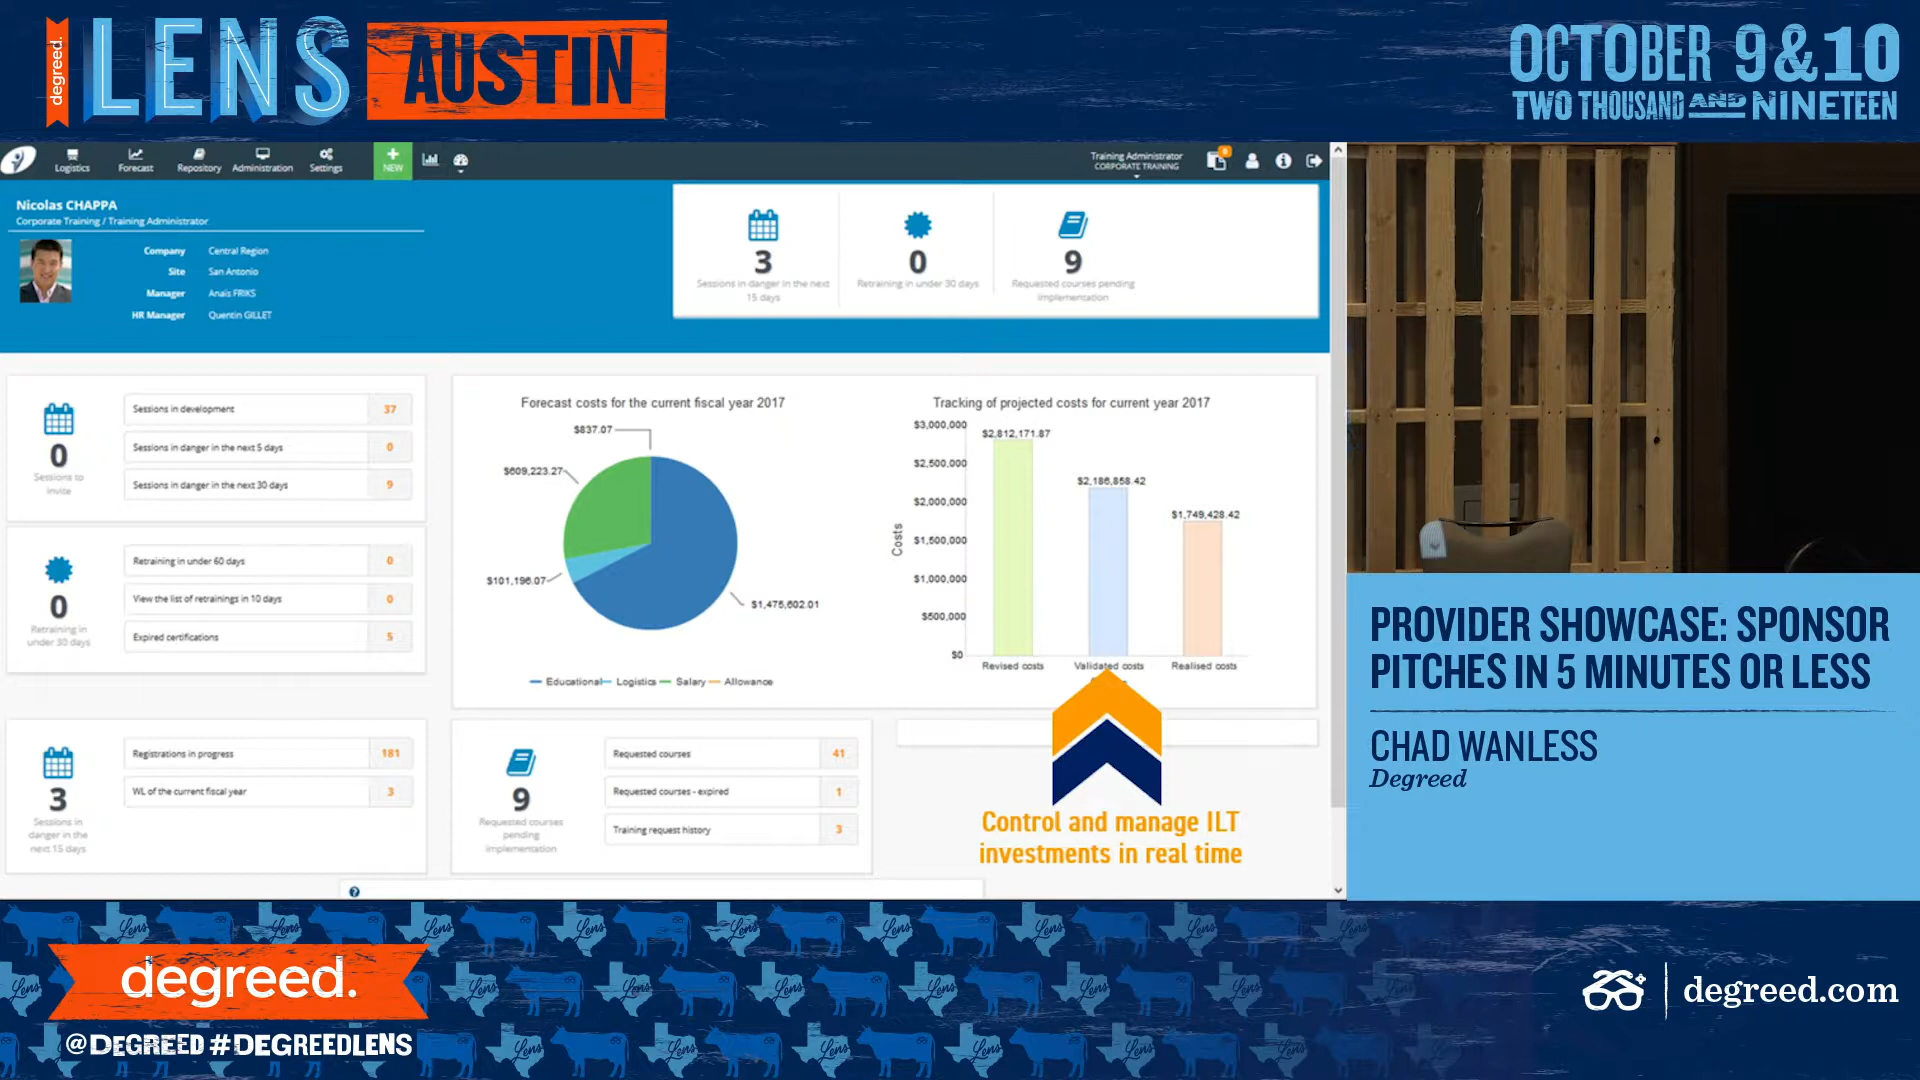 degreed.
LENS
AUSTIN
OCTOBER 9&10
TWO THOUSAND AND NINETEEN
Logistics
Forecast
Repository
Administration
Settings
NEW
Training Administrator
CORPORATE TRAINING
Nicolas CHAPPA
Corporate Training / Training Administrator
Company Central Region
Site San Antonio
Manager Anaïs FRIKS
HR Manager Quentin GILLET
3
Sessions in danger in the next
15 days
0
Retraining in under 30 days
9
Requested courses pending
implementation
0
Sessions to
invite
Sessions in development 37
Sessions in danger in the next 5 days 0
Sessions in danger in the next 30 days 9
0
Retraining in
under 30 days
Retraining in under 60 days 0
View the list of retrainings in 10 days 0
Expired certifications 5
Forecast costs for the current fiscal year 2017
$837.07
$609,223.27
$101,196.07
$1,475,602.01
Educational Logistics Salary Allowance
Tracking of projected costs for current year 2017
Costs
$3,000,000
$2,500,000
$2,000,000
$1,500,000
$1,000,000
$500,000
$0
$2,812,171.87
$2,186,858.42
$1,749,428.42
Revised costs
Validated costs
Realised costs
3
Sessions in
danger in the
next 15 days
Registrations in progress 181
WL of the current fiscal year 3
9
Requested courses
pending
implementation
Requested courses 41
Requested courses - expired 1
Training request history 3
Control and manage ILT
investments in real time
PROVIDER SHOWCASE: SPONSOR
PITCHES IN 5 MINUTES OR LESS
CHAD WANLESS
Degreed
degreed.
@DEGREED #DEGREEDLENS
degreed.com